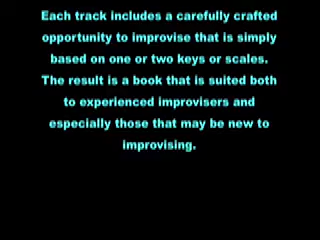 Each track includes a carefully crafted
opportunity to improvise that is simply
based on one or two keys or scales.
The result is a book that is suited both
to experienced improvisers and
especially those that may be new to
improvising.